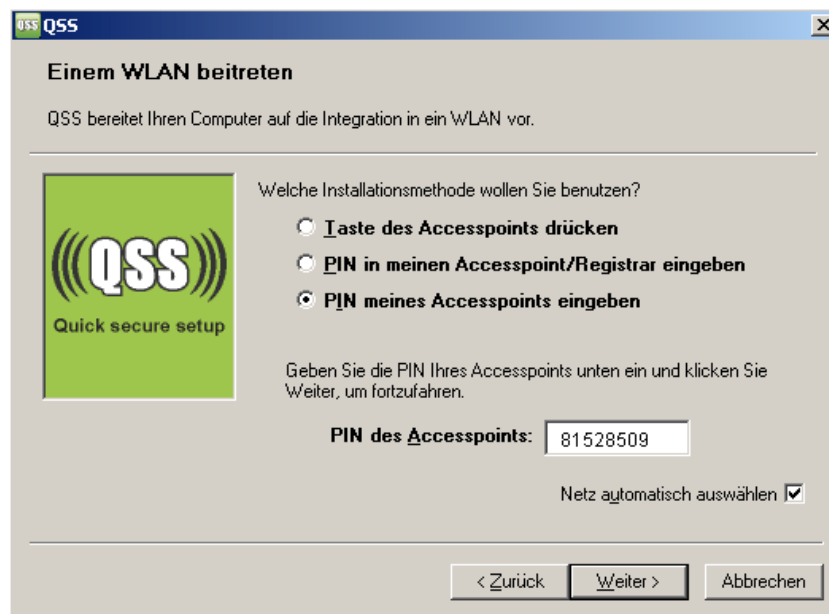 QSS QSS
Einem WLAN beitreten
QSS bereitet Ihren Computer auf die Integration in ein WLAN vor.
Welche Installationsmethode wollen Sie benutzen?
Taste des Accesspoints drücken
PIN in meinen Accesspoint/Registrar eingeben
PIN meines Accesspoints eingeben
(((QSS)))
Quick secure setup
Geben Sie die PIN Ihres Accesspoints unten ein und klicken Sie
Weiter, um fortzufahren.
PIN des Accesspoints: 81528509
Netz automatisch auswählen
< Zurück Weiter > Abbrechen